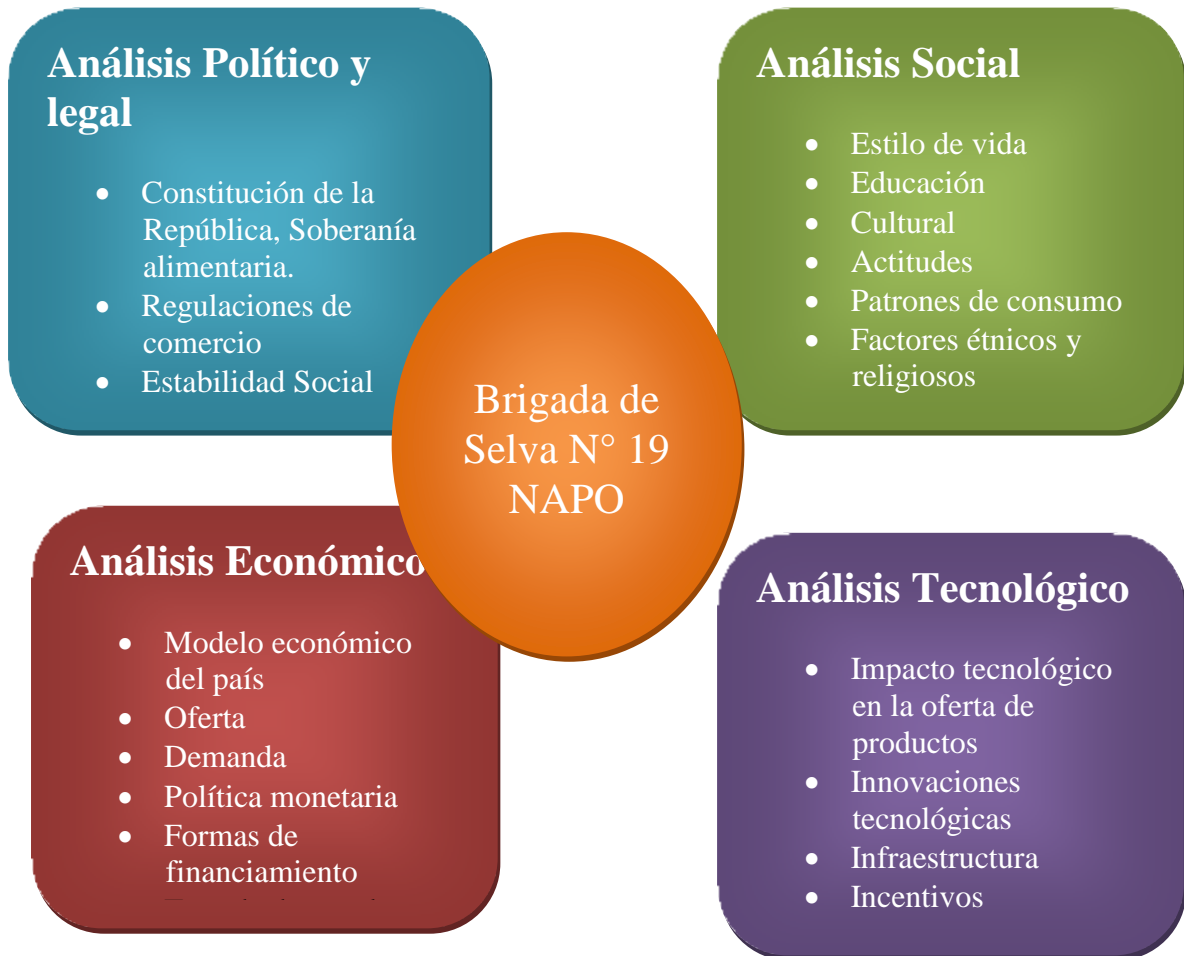 Análisis Político y
legal
• Constitución de la
República, Soberanía
alimentaria.
• Regulaciones de
comercio
• Estabilidad Social
Análisis Social
• Estilo de vida
• Educación
• Cultural
• Actitudes
• Patrones de consumo
• Factores étnicos y
religiosos
Brigada de
Selva N° 19
NAPO
Análisis Económico
• Modelo económico
del país
• Oferta
• Demanda
• Política monetaria
• Formas de
financiamiento
Análisis Tecnológico
• Impacto tecnológico
en la oferta de
productos
• Innovaciones
tecnológicas
• Infraestructura
• Incentivos